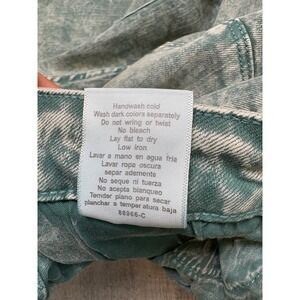 Handwash cold
Wash dark colors separately
Do not wring or twist
No bleach
Lay flat to dry
Low iron
Lavar a mano en agua fria
Lavar ropa oscura
separ ademente
No seque ni tuerza
No acepta blanqueo
Temder plano para secar
planchar a temperatura baja
80966-C